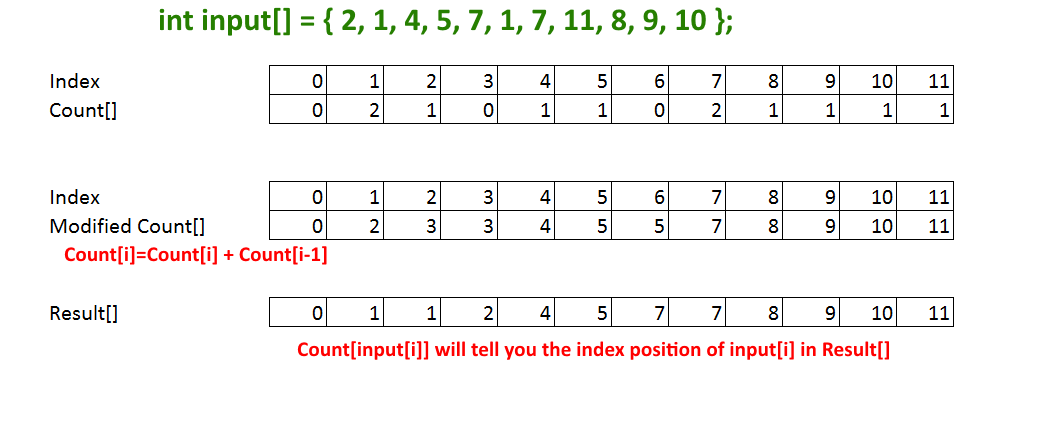 int input[] = { 2, 1, 4, 5, 7, 1, 7, 11, 8, 9, 10 };
Index 0 1 2 3 4 5 6 7 8 9 10 11
Count[] 0 2 1 0 1 1 0 2 1 1 1 1
Index 0 1 2 3 4 5 6 7 8 9 10 11
Modified Count[] 0 2 3 3 4 5 5 7 8 9 10 11
Count[i]=Count[i] + Count[i-1]
Result[] 0 1 1 2 4 5 7 7 8 9 10 11
Count[input[i]] will tell you the index position of input[i] in Result[]